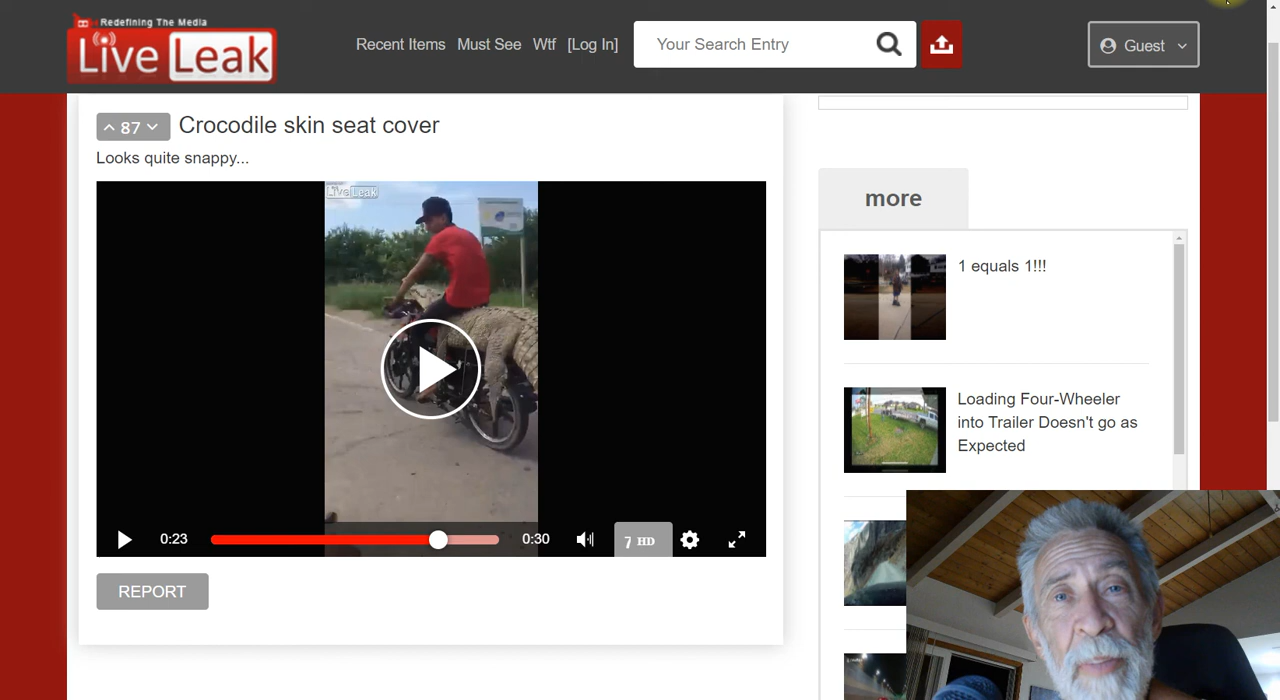 Redefining The Media
Live Leak
Recent Items Must See Wtf [Log In]
Your Search Entry
Guest
87
Crocodile skin seat cover
Looks quite snappy...
LiveLeak
0:23
0:30
7 HD
REPORT
more
1 equals 1!!!
Loading Four-Wheeler
into Trailer Doesn't go as
Expected